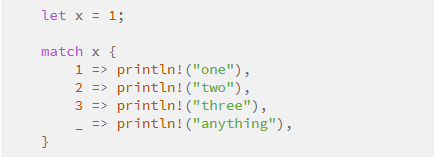 let x = 1;
match x {
1 => println!("one"),
2 => println!("two"),
3 => println!("three"),
_ => println!("anything"),
}